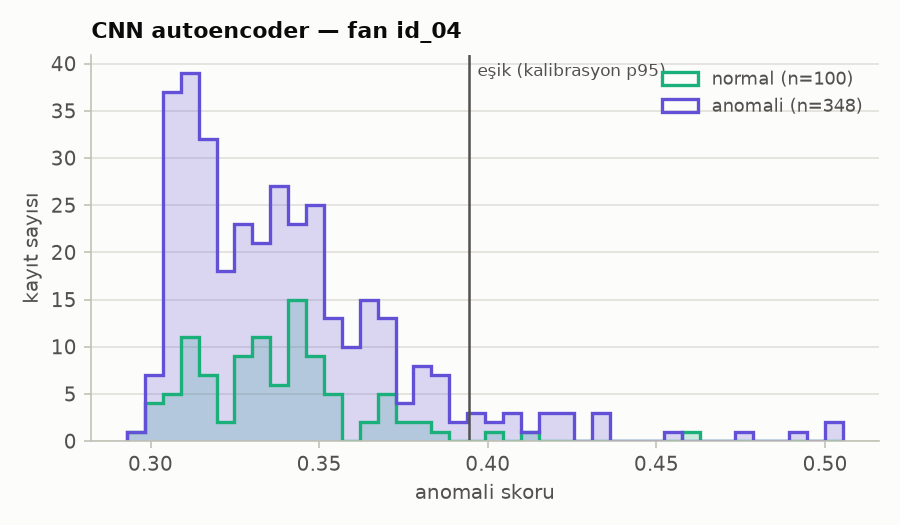 CNN autoencoder — fan id_04
eşik (kalibrasyon p95)
normal (n=100)
anomali (n=348)
kayıt sayısı
40
35
30
25
20
15
10
5
0
0.30 0.35 0.40 0.45 0.50
anomali skoru